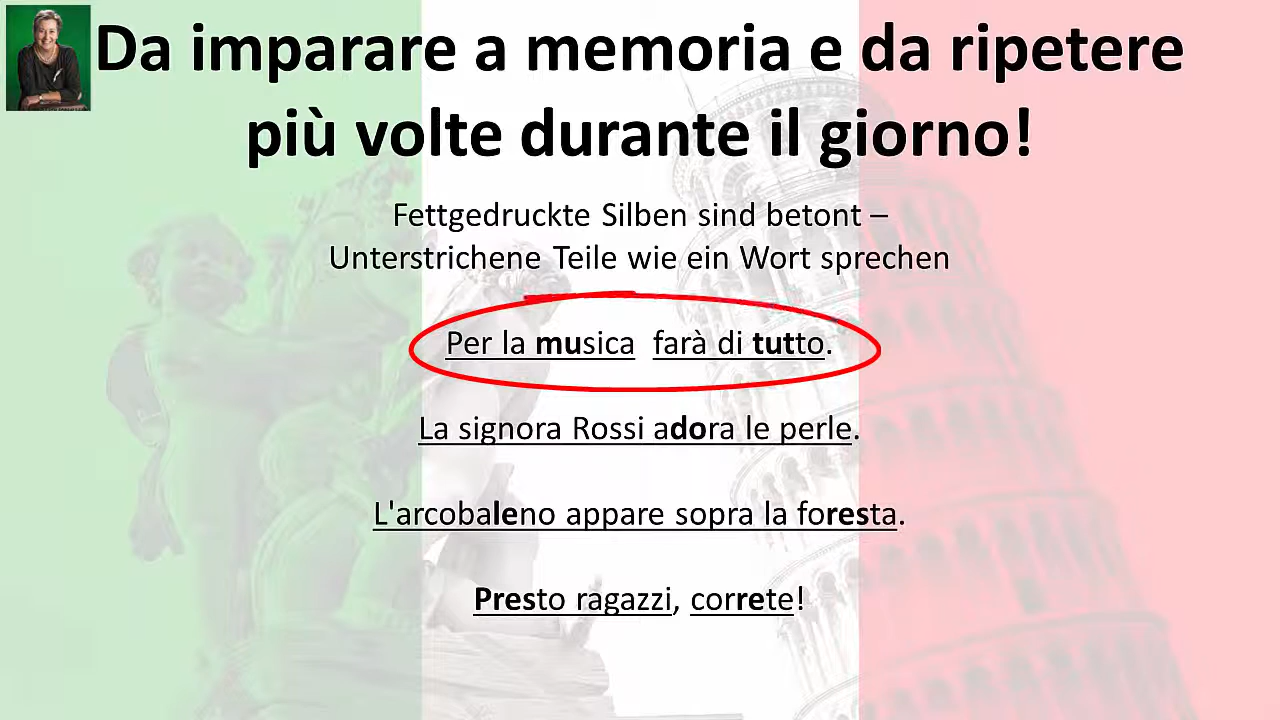 Da imparare a memoria e da ripetere
più volte durante il giorno!
Fettgedruckte Silben sind betont –
Unterstrichene Teile wie ein Wort sprechen
Per la musica farà di tutto.
La signora Rossi adora le perle.
L'arcobaleno appare sopra la foresta.
Presto ragazzi, correte!